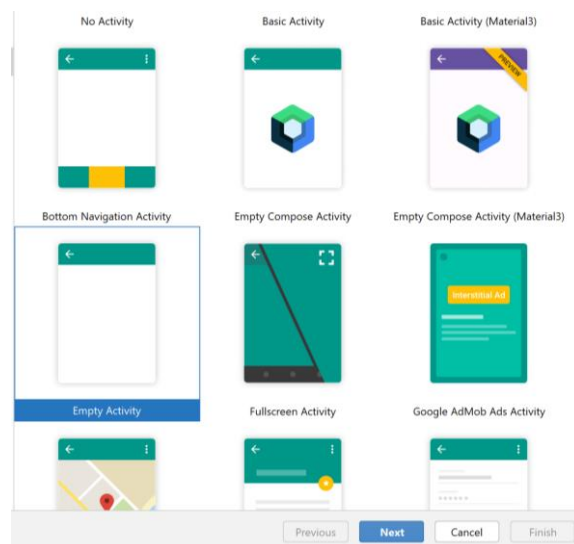 No Activity
Basic Activity
Basic Activity (Material3)
PREVIEW
Bottom Navigation Activity
Empty Compose Activity
Empty Compose Activity (Material3)
Interstitial Ad
Empty Activity
Fullscreen Activity
Google AdMob Ads Activity
Previous
Next
Cancel
Finish